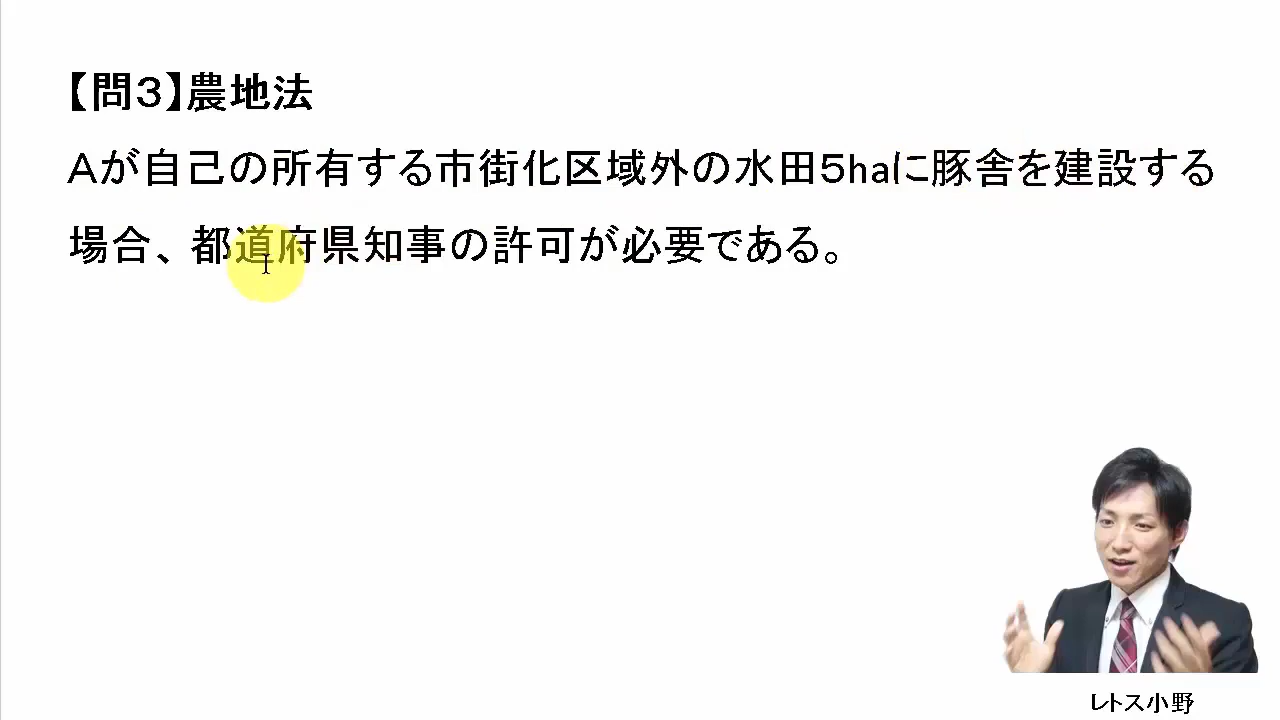 【問３】農地法
Ａが自己の所有する市街化区域外の水田５haに豚舎を建設する
場合、都道府県知事の許可が必要である。
レトス小野